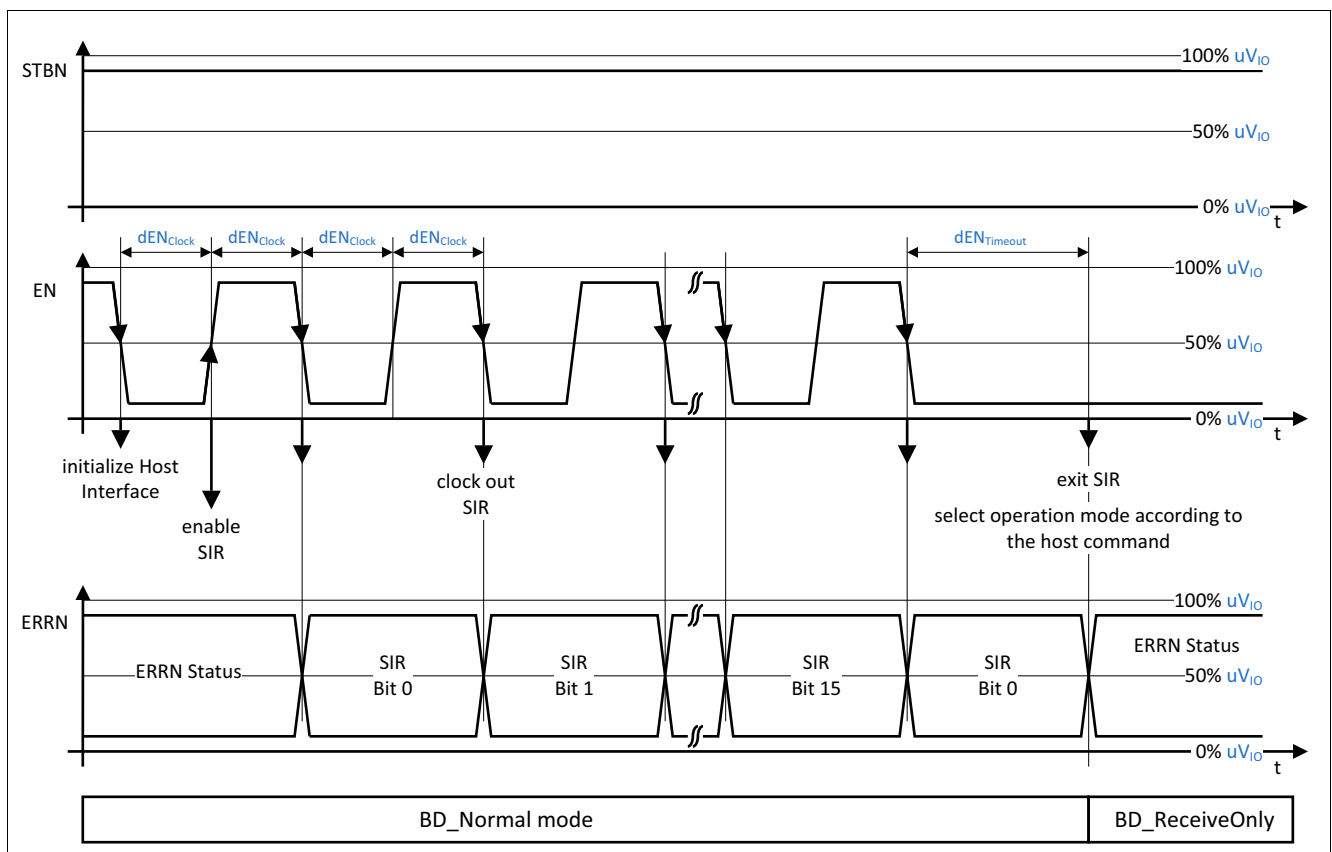 STBN
100% uVIO
50% uVIO
0% uVIO
t
dENClock
dENClock
dENClock
dENClock
dENTimeout
EN
100% uVIO
50% uVIO
0% uVIO
t
initialize Host
Interface
enable
SIR
clock out
SIR
exit SIR
select operation mode according to
the host command
ERRN
100% uVIO
ERRN Status
SIR
Bit 0
SIR
Bit 1
SIR
Bit 15
SIR
Bit 0
ERRN Status
50% uVIO
0% uVIO
t
BD_Normal mode
BD_ReceiveOnly